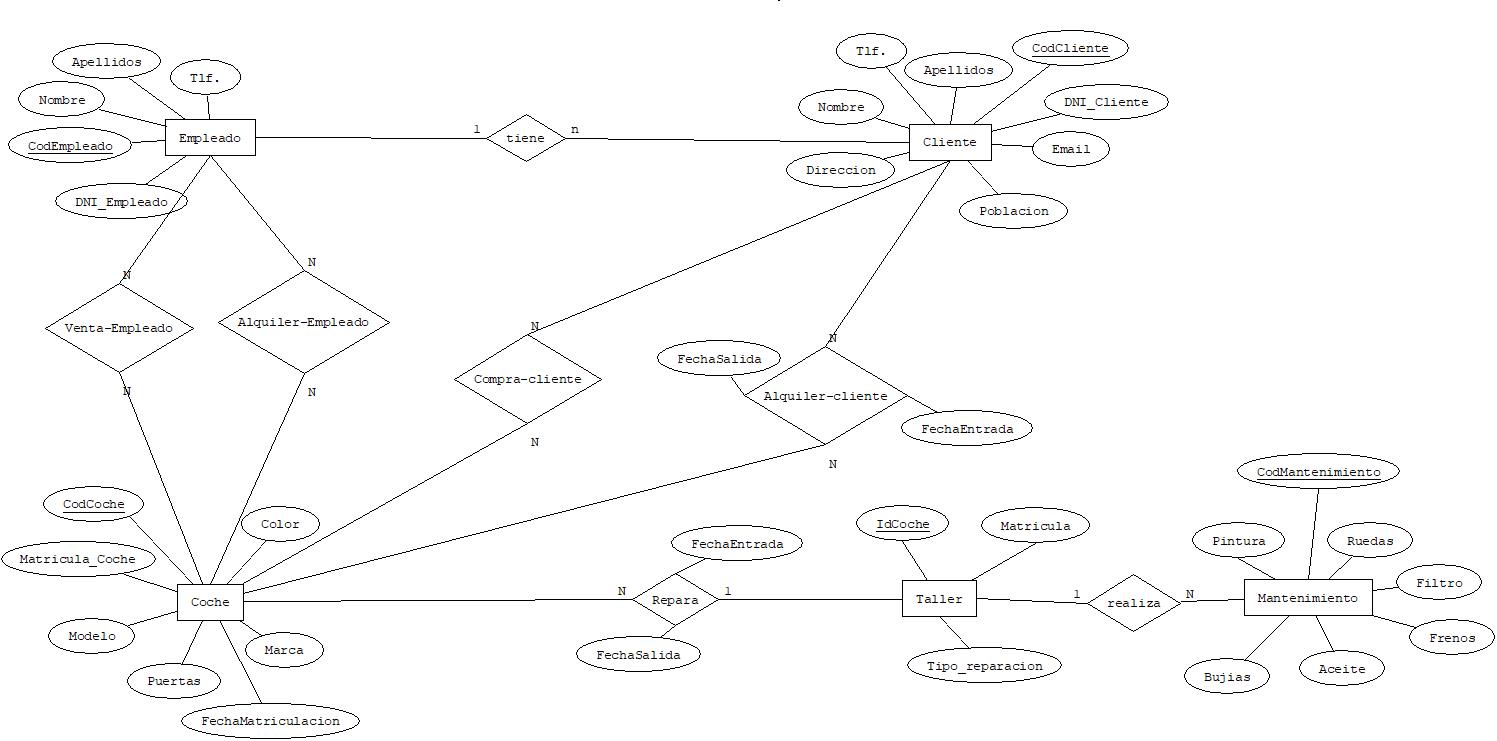 Tlf.
CodCliente
Apellidos
Apellidos
Tlf.
Nombre
DNI_Cliente
Nombre
Empleado
1
tiene
n
Cliente
CodEmpleado
Email
Direccion
DNI_Empleado
Poblacion
N
N
Venta-Empleado
Alquiler-Empleado
N
N
FechaSalida
Compra-cliente
Alquiler-cliente
N
N
FechaEntrada
N
N
CodMantenimiento
CodCoche
Color
IdCoche
Matricula
FechaEntrada
Pintura
Ruedas
Matricula_Coche
Filtro
Coche
N
Repara
1
Taller
1
realiza
N
Mantenimiento
Modelo
Marca
FechaSalida
Frenos
Tipo_reparacion
Aceite
Puertas
Bujias
FechaMatriculacion